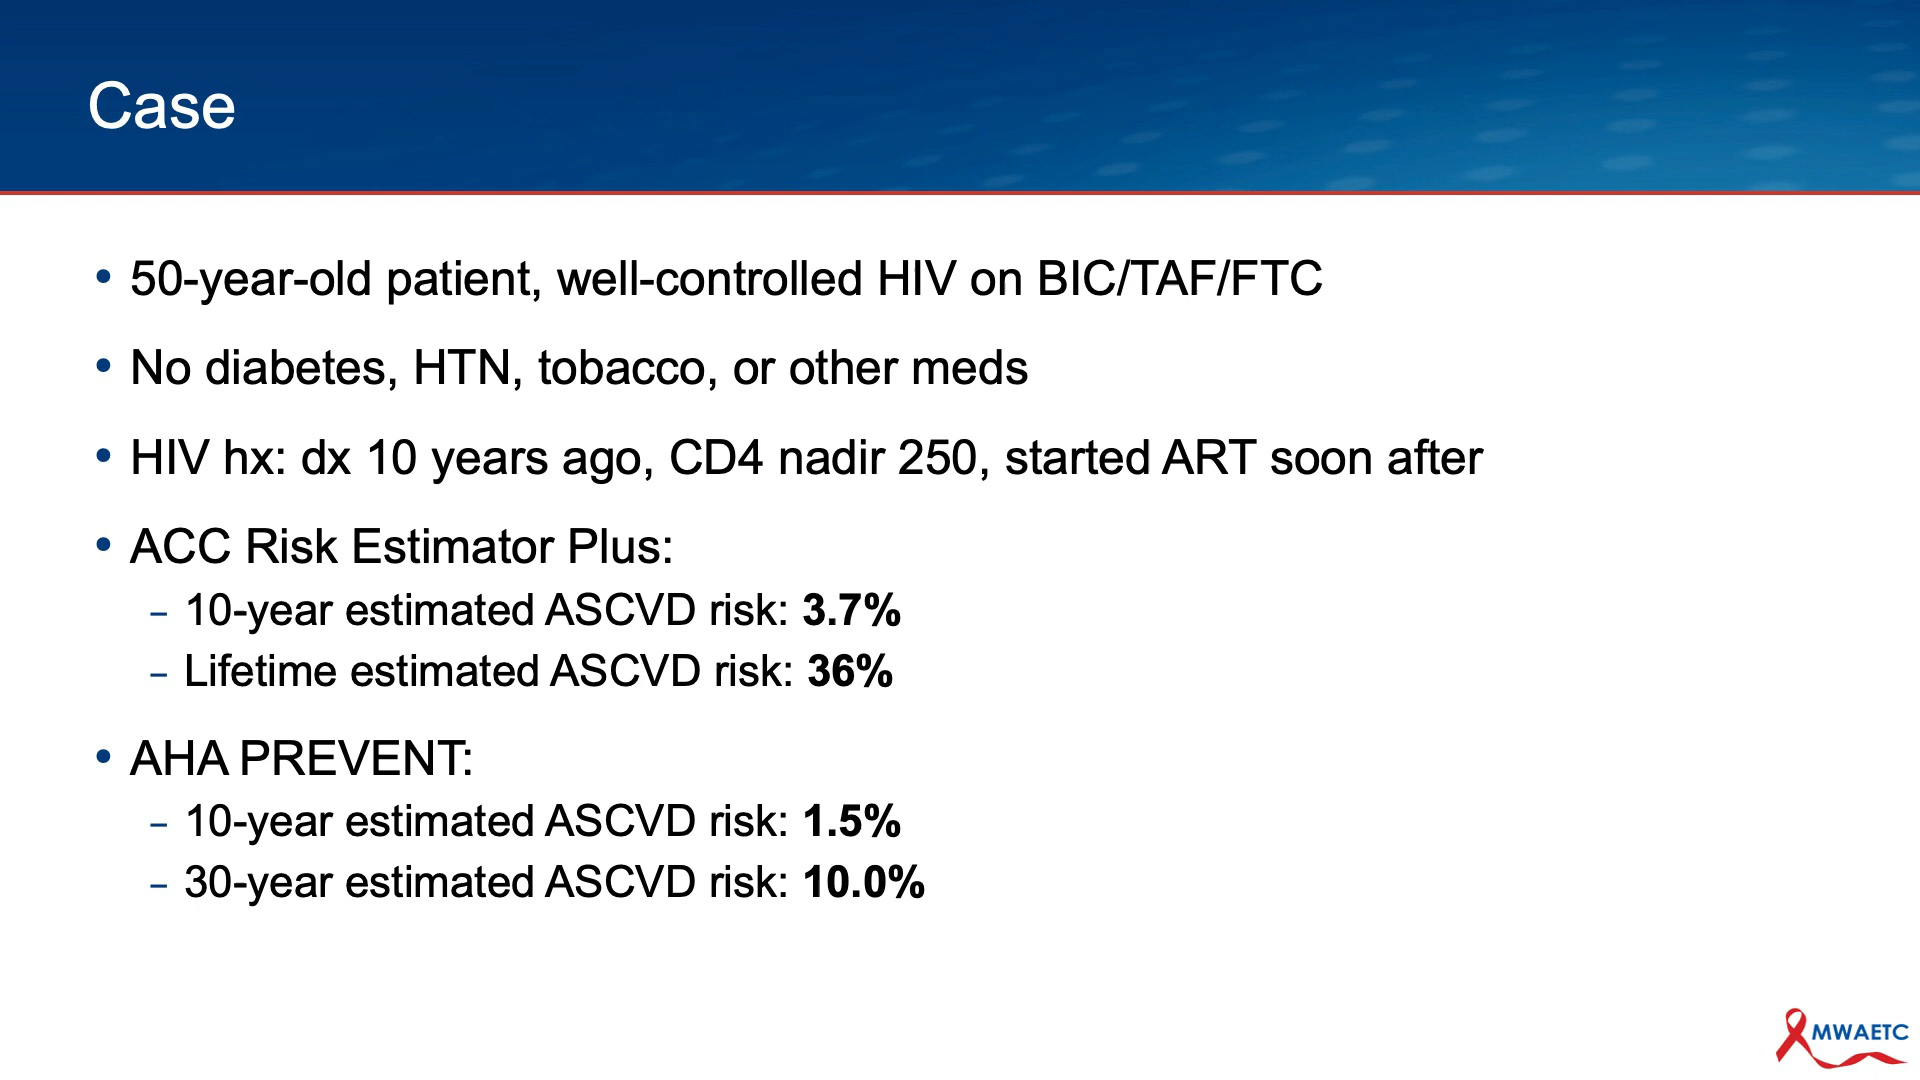 Case
• 50-year-old patient, well-controlled HIV on BIC/TAF/FTC
• No diabetes, HTN, tobacco, or other meds
• HIV hx: dx 10 years ago, CD4 nadir 250, started ART soon after
• ACC Risk Estimator Plus:
– 10-year estimated ASCVD risk: 3.7%
– Lifetime estimated ASCVD risk: 36%
• AHA PREVENT:
– 10-year estimated ASCVD risk: 1.5%
– 30-year estimated ASCVD risk: 10.0%
MWAETC